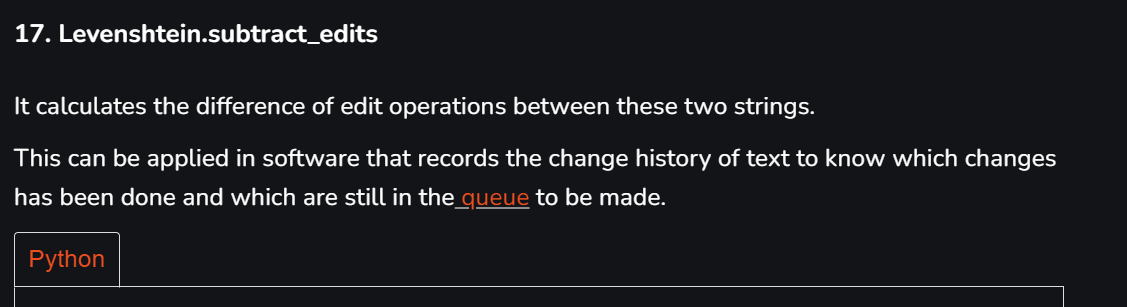 17. Levenshtein.subtract_edits
It calculates the difference of edit operations between these two strings.
This can be applied in software that records the change history of text to know which changes
has been done and which are still in the queue to be made.
Python